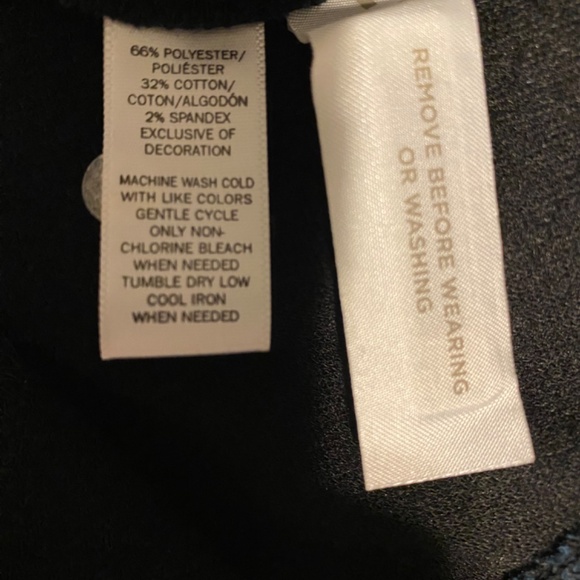 66% POLYESTER/
POLIÉSTER
32% COTTON/
COTON/ALGODÓN
2% SPANDEX
EXCLUSIVE OF
DECORATION
MACHINE WASH COLD
WITH LIKE COLORS
GENTLE CYCLE
ONLY NON-
CHLORINE BLEACH
WHEN NEEDED
TUMBLE DRY LOW
COOL IRON
WHEN NEEDED
REMOVE BEFORE WEARING
OR WASHING